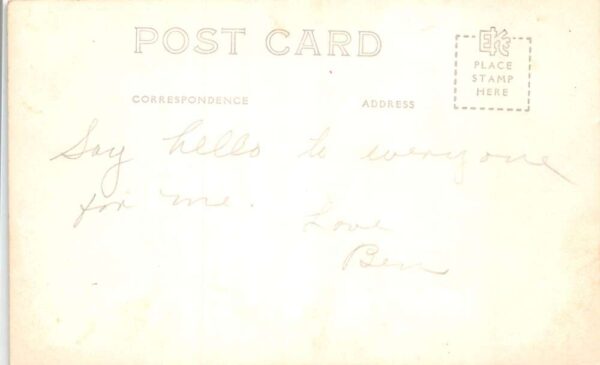 POST CARD
EKC
PLACE
STAMP
HERE
CORRESPONDENCE ADDRESS
Say hello to everyone
for me. Love
Ben